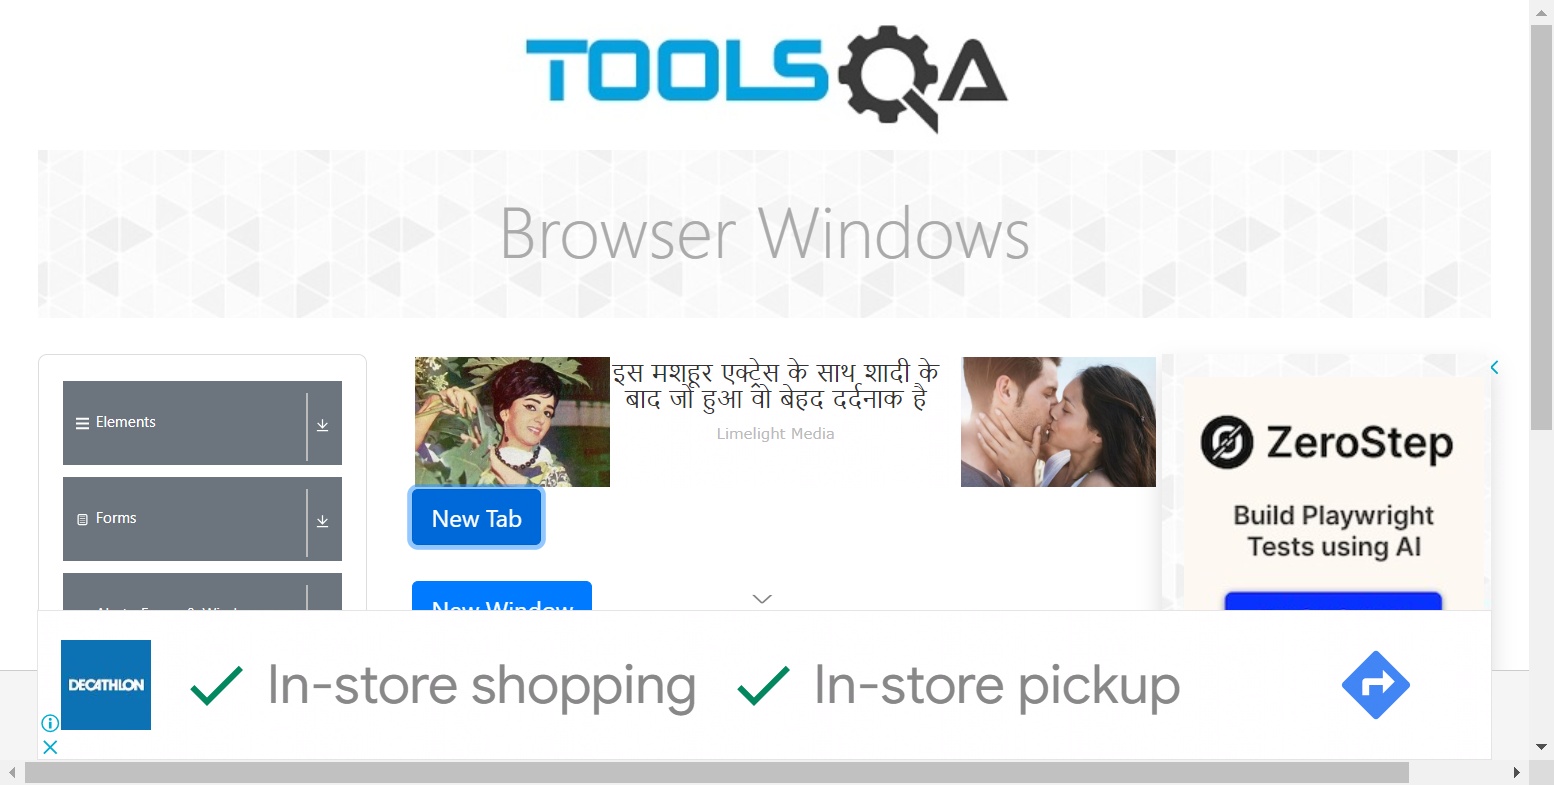 TOOLSQA
Browser Windows
Elements
Forms
इस मशहूर एक्ट्रेस के साथ शादी के
बाद जो हुआ वो बेहद दर्दनाक है
Limelight Media
New Tab
New Window
ZeroStep
Build Playwright
Tests using AI
DECATHLON
In-store shopping
In-store pickup